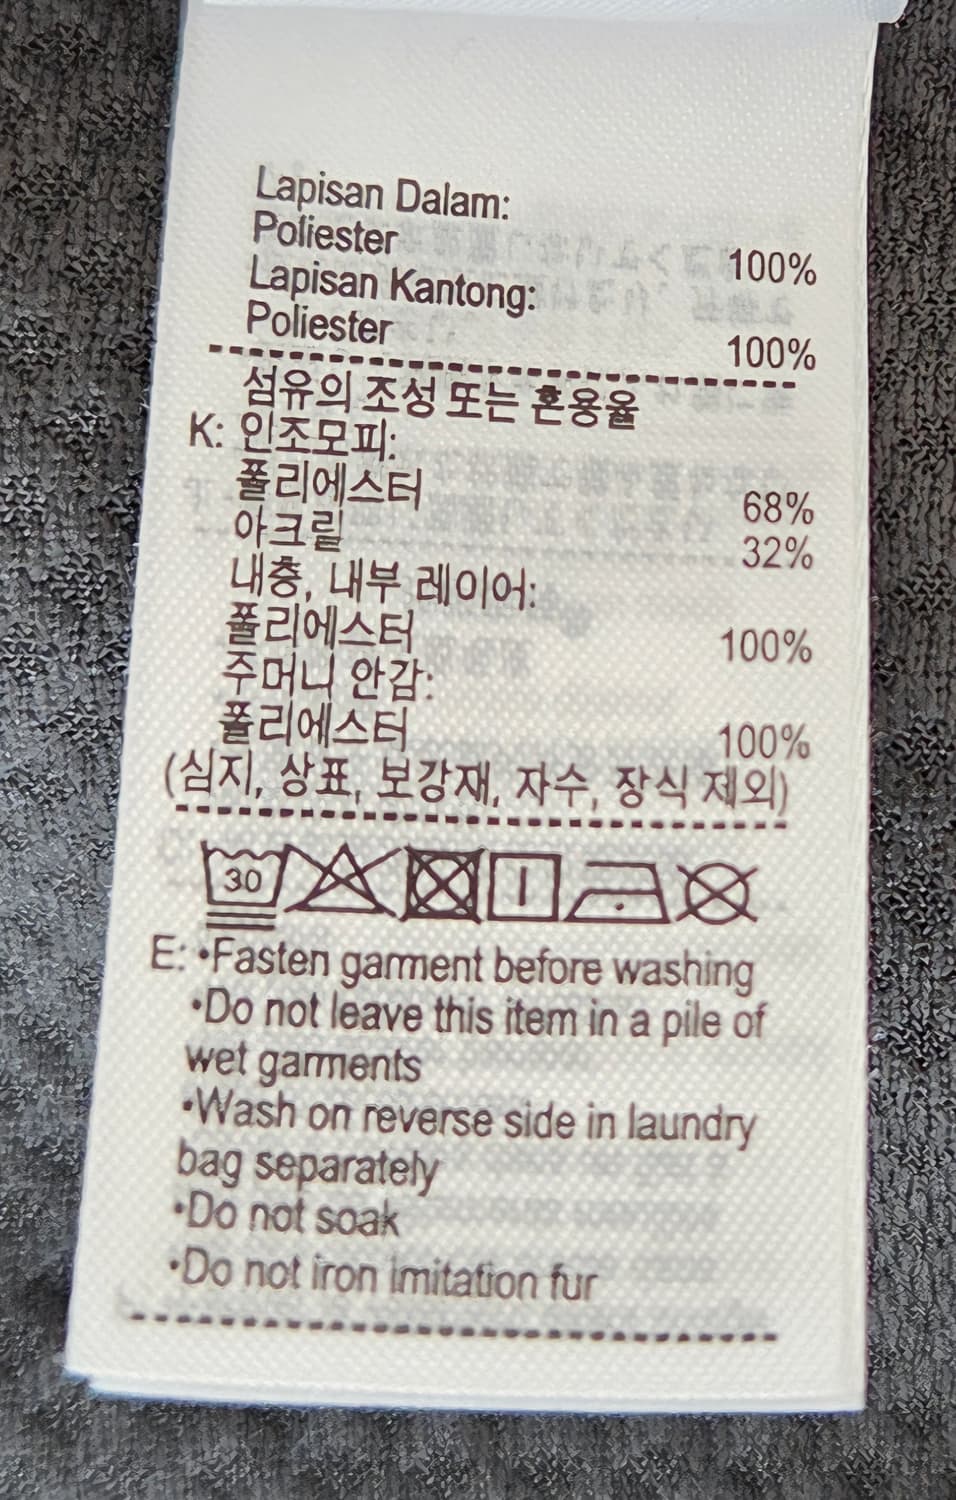 Lapisan Dalam:
Poliester 100%
Lapisan Kantong:
Poliester 100%
섬유의 조성 또는 혼용율
K: 인조모피:
폴리에스터 68%
아크릴 32%
내층, 내부 레이어:
폴리에스터 100%
주머니 안감:
폴리에스터 100%
(심지, 상표, 보강재, 자수, 장식 제외)
30
E: •Fasten garment before washing
•Do not leave this item in a pile of
wet garments
•Wash on reverse side in laundry
bag separately
•Do not soak
•Do not iron imitation fur